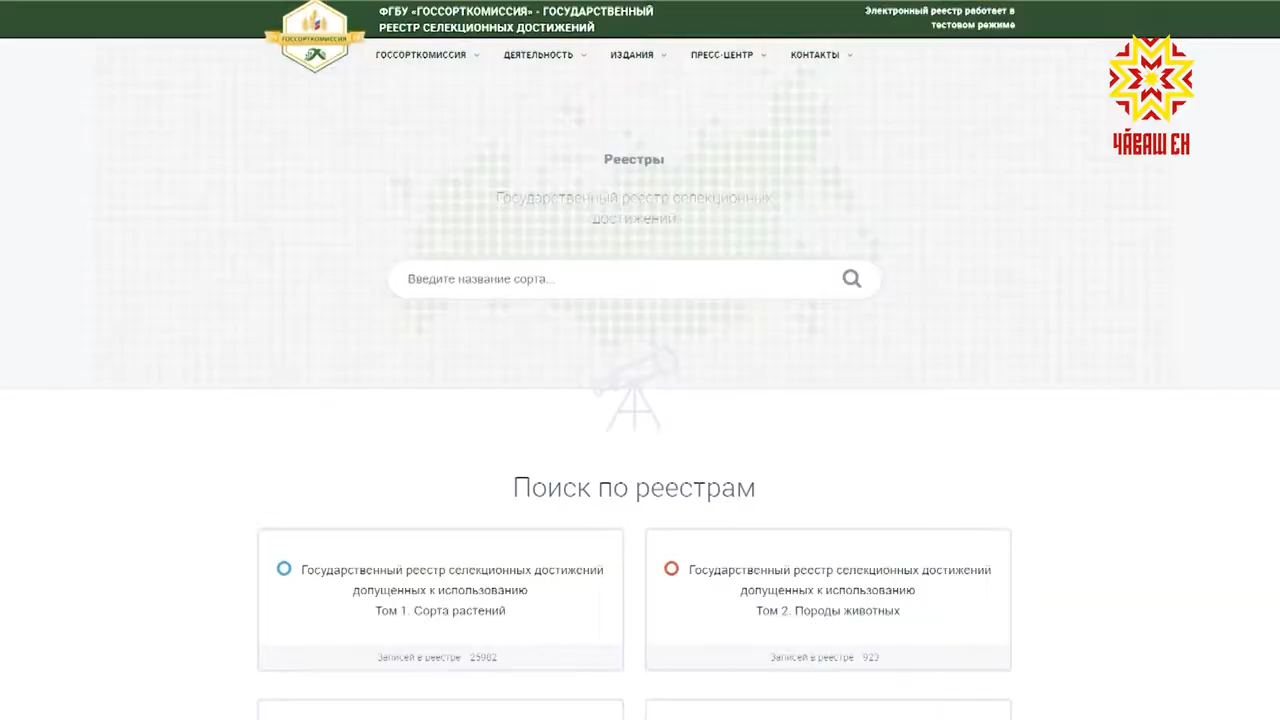 ФГБУ «ГОССОРТКОМИССИЯ» - ГОСУДАРСТВЕННЫЙ
РЕЕСТР СЕЛЕКЦИОННЫХ ДОСТИЖЕНИЙ
Электронный реестр работает в
тестовом режиме
ГОССОРТКОМИССИЯ
ГОССОРТКОМИССИЯ
ДЕЯТЕЛЬНОСТЬ
ИЗДАНИЯ
ПРЕСС-ЦЕНТР
КОНТАКТЫ
ЧӐВАШ ЕН
Реестры
Государственный реестр селекционных
достижений
Введите название сорта...
Поиск по реестрам
Государственный реестр селекционных достижений
допущенных к использованию
Том 1. Сорта растений
Записей в реестре 25982
Государственный реестр селекционных достижений
допущенных к использованию
Том 2. Породы животных
Записей в реестре 923